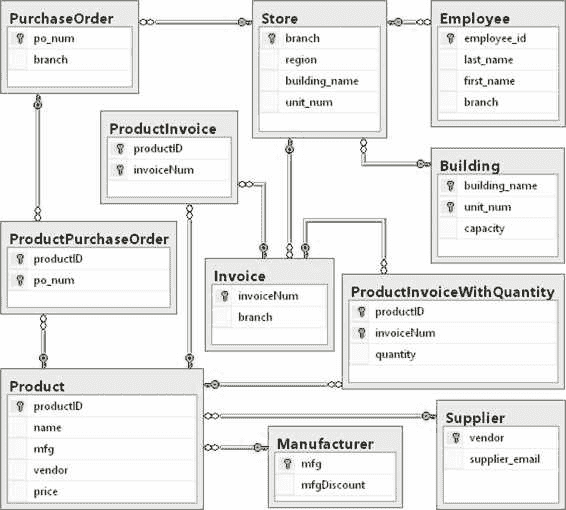 PurchaseOrder
po_num
branch
Store
branch
region
building_name
unit_num
Employee
employee_id
last_name
first_name
branch
ProductInvoice
productID
invoiceNum
Building
building_name
unit_num
capacity
ProductPurchaseOrder
productID
po_num
Invoice
invoiceNum
branch
ProductInvoiceWithQuantity
productID
invoiceNum
quantity
Product
productID
name
mfg
vendor
price
Manufacturer
mfg
mfgDiscount
Supplier
vendor
supplier_email